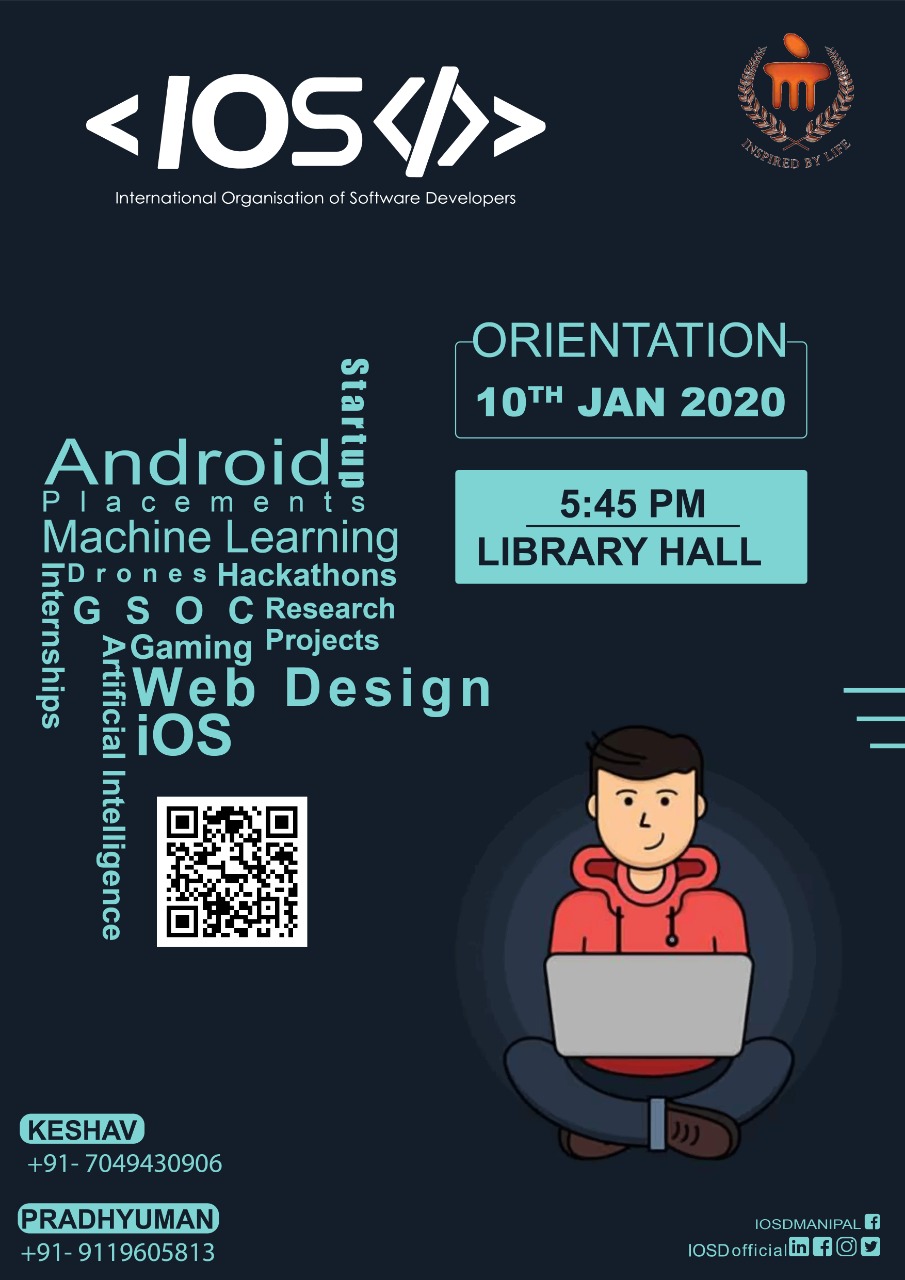 <IOS</>>
International Organisation of Software Developers
INSPIRED BY LIFE
ORIENTATION
10TH JAN 2020
5:45 PM
LIBRARY HALL
Startup
Android
Placements
Machine Learning
Internships
Drones Hackathons
GSOC Research
Artificial Intelligence
Gaming Projects
Web Design
iOS
KESHAV
+91- 7049430906
PRADHYUMAN
+91- 9119605813
IOSDMANIPAL
IOSDofficial